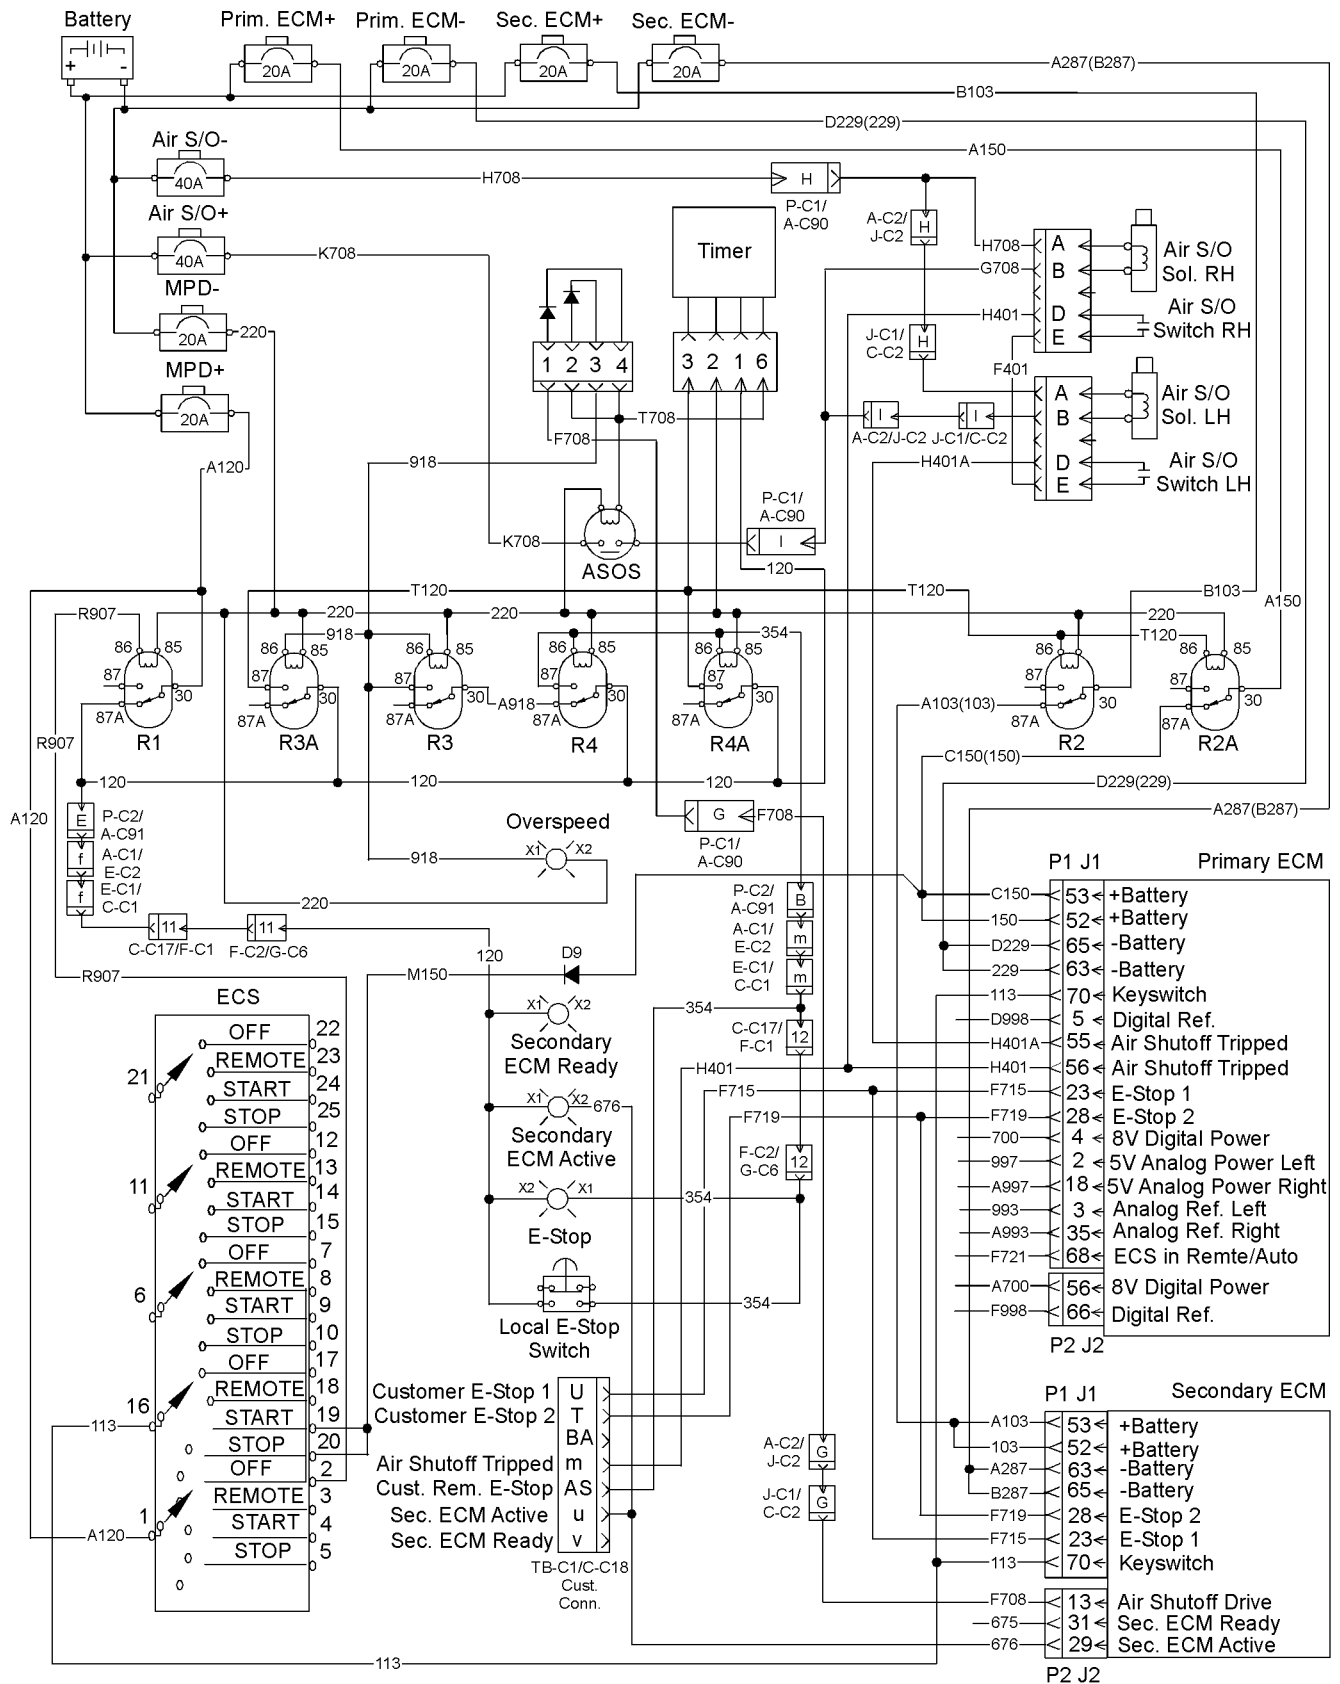 Battery
Prim. ECM+
Prim. ECM-
Sec. ECM+
Sec. ECM-
+ -
20A
20A
20A
20A
A287(B287)
B103
D229(229)
A150
Air S/O-
40A
H708
H
P-C1/
A-C90
Air S/O+
40A
K708
MPD-
20A
220
MPD+
20A
A120
Timer
3 2 1 6
1 2 3 4
T708
F708
918
A-C2/
J-C2
H
J-C1/
C-C2
H
H708
G708
H401
F401
A
B
D
E
Air S/O
Sol. RH
Air S/O
Switch RH
A
B
D
E
Air S/O
Sol. LH
Air S/O
Switch LH
I
A-C2/J-C2
I
J-C1/C-C2
H401A
P-C1/
A-C90
I
K708
ASOS
120
T120
T120
B103
A150
R907
220
220
220
918
354
T120
86 85
87
30
87A
R1
86 85
87
30
87A
R3A
86 85
87
30
87A
R3
A918
86 85
87
30
87A
R4
86 85
87
30
87A
R4A
86 85
87
30
87A
R2
86 85
87
30
87A
R2A
A103(103)
C150(150)
D229(229)
A287(B287)
R907
A120
120
120
120
E
P-C2/
A-C91
f
A-C1/
E-C2
f
E-C1/
C-C1
11
C-C17/F-C1
11
F-C2/G-C6
R907
Overspeed
X1 X2
918
220
G
F708
P-C1/
A-C90
P-C2/
A-C91
B
A-C1/
E-C2
m
E-C1/
C-C1
m
C-C17/
F-C1
12
F-C2/
G-C6
12
120
M150
D9
X1 X2
Secondary
ECM Ready
354
H401
F715
F719
X1 X2
676
Secondary
ECM Active
X2 X1
354
E-Stop
354
Local E-Stop
Switch
ECS
OFF 22
REMOTE 23
21
START 24
STOP 25
OFF 12
REMOTE 13
11
START 14
STOP 15
OFF 7
REMOTE 8
6
START 9
STOP 10
OFF 17
REMOTE 18
16
START 19
STOP 20
OFF 2
REMOTE 3
1
START 4
STOP 5
113
A120
113
Customer E-Stop 1 U
Customer E-Stop 2 T
BA
Air Shutoff Tripped m
Cust. Rem. E-Stop AS
Sec. ECM Active u
Sec. ECM Ready v
TB-C1/C-C18
Cust.
Conn.
A-C2/
J-C2
G
J-C1/
C-C2
G
P1 J1 Primary ECM
C150 53 +Battery
150 52 +Battery
D229 65 -Battery
229 63 -Battery
113 70 Keyswitch
D998 5 Digital Ref.
H401A 55 Air Shutoff Tripped
H401 56 Air Shutoff Tripped
F715 23 E-Stop 1
F719 28 E-Stop 2
700 4 8V Digital Power
997 2 5V Analog Power Left
A997 18 5V Analog Power Right
993 3 Analog Ref. Left
A993 35 Analog Ref. Right
F721 68 ECS in Remte/Auto
A700 56 8V Digital Power
F998 66 Digital Ref.
P2 J2
P1 J1 Secondary ECM
A103 53 +Battery
103 52 +Battery
A287 63 -Battery
B287 65 -Battery
F719 28 E-Stop 2
F715 23 E-Stop 1
113 70 Keyswitch
F708 13 Air Shutoff Drive
675 31 Sec. ECM Ready
676 29 Sec. ECM Active
P2 J2